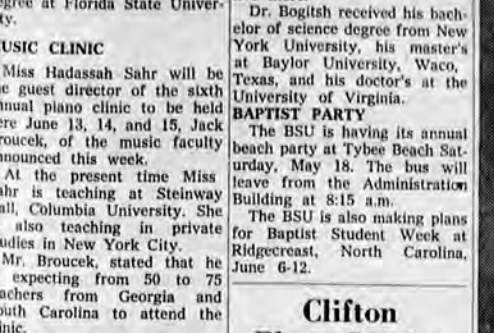 degree at Florida State Univer-
ty.
USIC CLINIC
Miss Hadassah Sahr will be
e guest director of the sixth
nnual piano clinic to be held
ere June 13, 14, and 15, Jack
roucek, of the music faculty
nnounced this week.
At the present time Miss
ahr is teaching at Steinway
all, Columbia University. She
also teaching in private
udies in New York City.
Mr. Broucek, stated that he
expecting from 50 to 75
achers from Georgia and
outh Carolina to attend the
inic.
Dr. Bogitsh received his bach-
elor of science degree from New
York University, his master's
at Baylor University, Waco,
Texas, and his doctor's at the
University of Virginia.
BAPTIST PARTY
The BSU is having its annual
beach party at Tybee Beach Sat-
urday, May 18. The bus will
leave from the Administration
Building at 8:15 a.m.
The BSU is also making plans
for Baptist Student Week at
Ridgecreast, North Carolina,
June 6-12.
Clifton